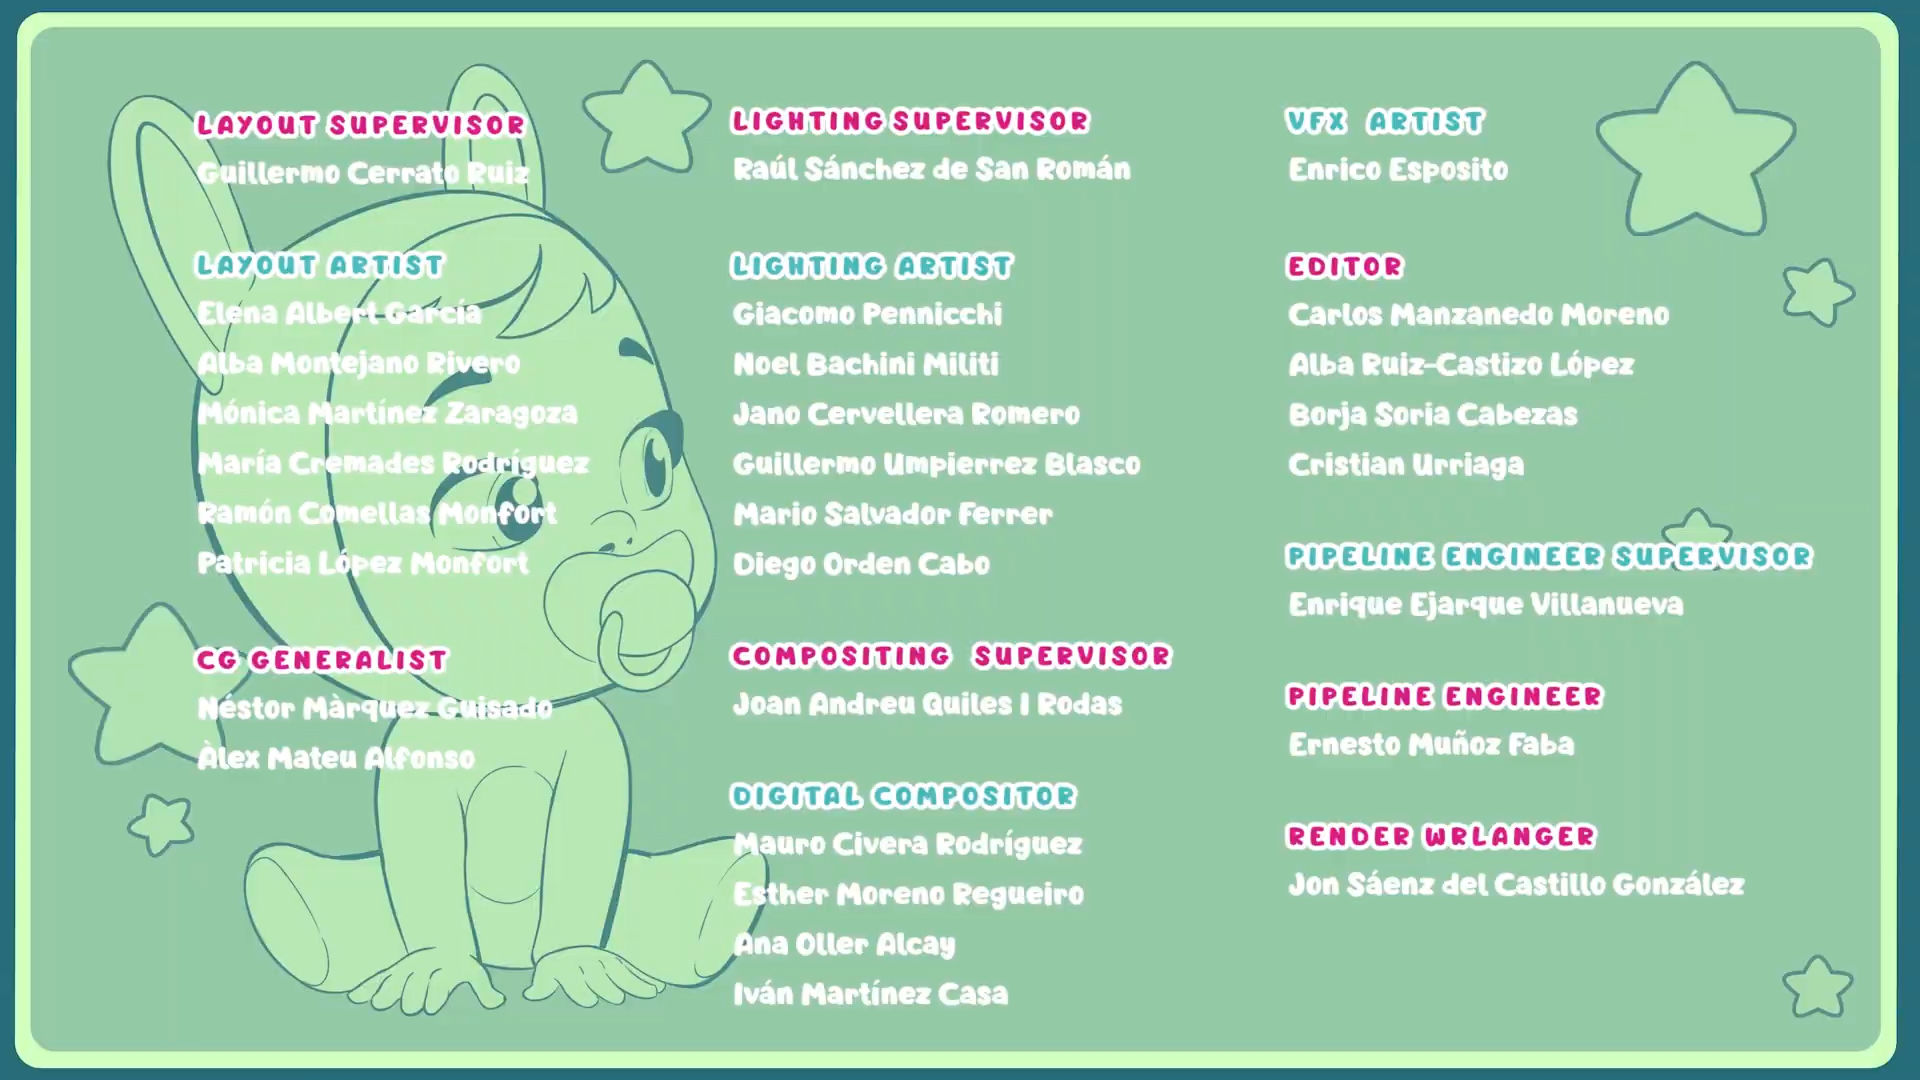 LAYOUT SUPERVISOR
Guillermo Cerrato Ruiz
LAYOUT ARTIST
Elena Albert García
Alba Montejano Rivero
Mónica Martínez Zaragoza
María Cremades Rodríguez
Ramón Comellas Monfort
Patricia López Monfort
CG GENERALIST
Néstor Màrquez Guisado
Àlex Mateu Alfonso
LIGHTING SUPERVISOR
Raúl Sánchez de San Román
LIGHTING ARTIST
Giacomo Pennicchi
Noel Bachini Militi
Jano Cervellera Romero
Guillermo Umpierrez Blasco
Mario Salvador Ferrer
Diego Orden Cabo
COMPOSITING SUPERVISOR
Joan Andreu Quiles I Rodas
DIGITAL COMPOSITOR
Mauro Civera Rodríguez
Esther Moreno Regueiro
Ana Oller Alcay
Iván Martínez Casa
VFX ARTIST
Enrico Esposito
EDITOR
Carlos Manzanedo Moreno
Alba Ruiz-Castizo López
Borja Soria Cabezas
Cristian Urriaga
PIPELINE ENGINEER SUPERVISOR
Enrique Ejarque Villanueva
PIPELINE ENGINEER
Ernesto Muñoz Faba
RENDER WRLANGER
Jon Sáenz del Castillo González